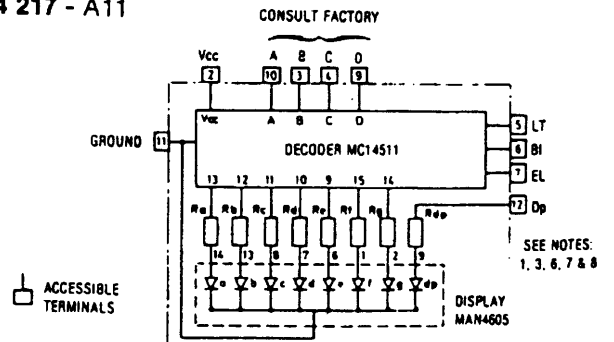 4 217 - A11
CONSULT FACTORY
Vcc A B C D
2 10 3 4 9
Vcc A B C D
GROUND 11
DECODER MC14511
5 LT
6 BI
7 EL
12 Dp
13 12 11 10 9 15 14
Ra Rb Rc Rd Re Rf Rg Rdp
SEE NOTES:
1, 3, 6, 7 & 8
14 13 8 7 6 1 2 9
a b c d e f g dp
ACCESSIBLE
TERMINALS
DISPLAY
MAN4605